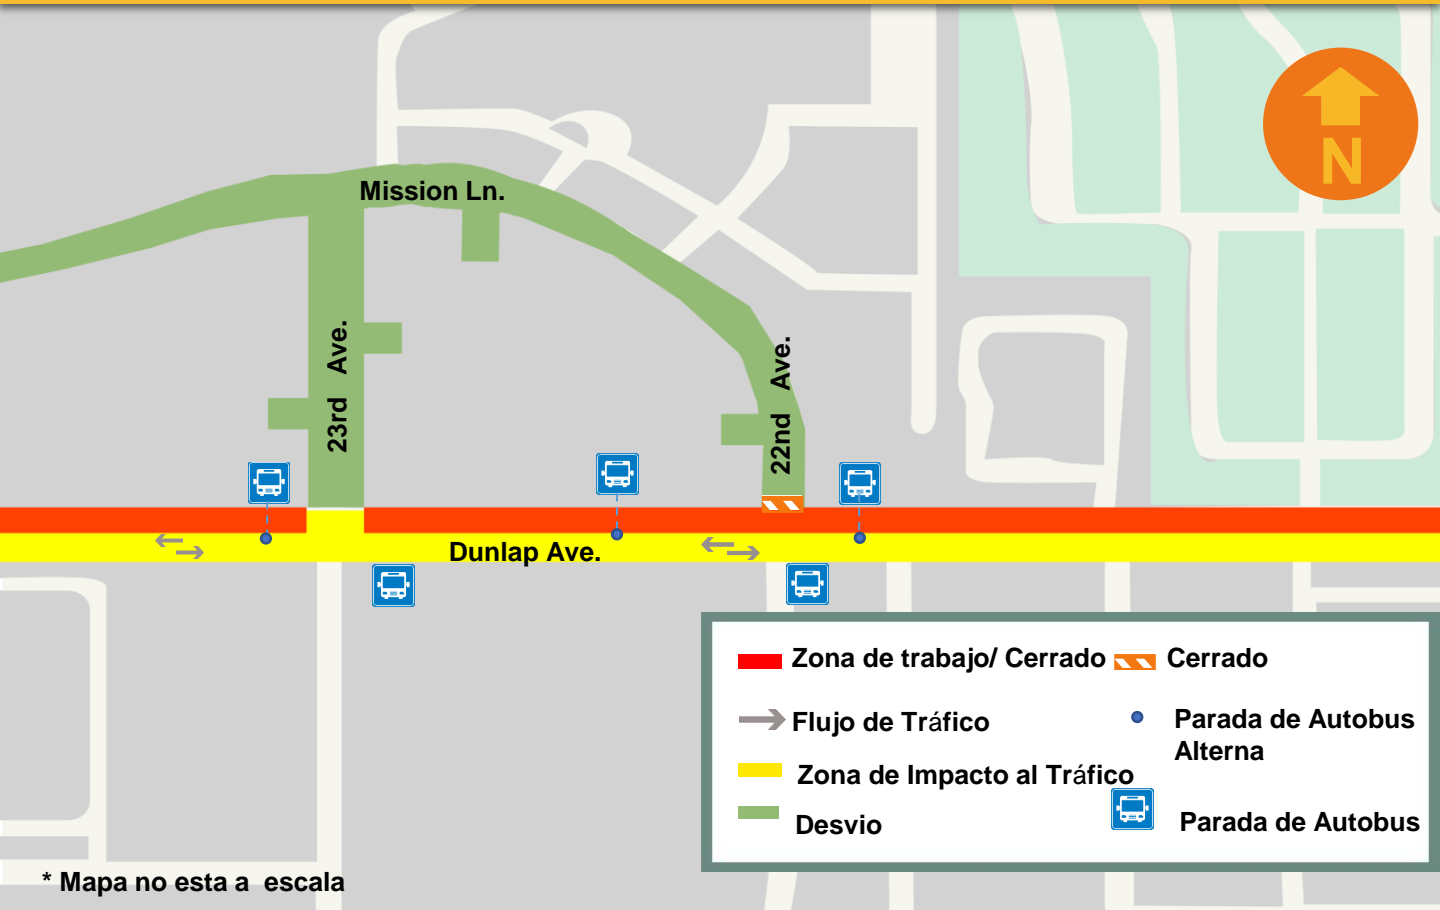 N
Mission Ln.
23rd Ave.
22nd Ave.
Dunlap Ave.
Zona de trabajo/ Cerrado
Cerrado
Flujo de Tráfico
Parada de Autobus
Alterna
Zona de Impacto al Tráfico
Desvio
Parada de Autobus
* Mapa no esta a escala